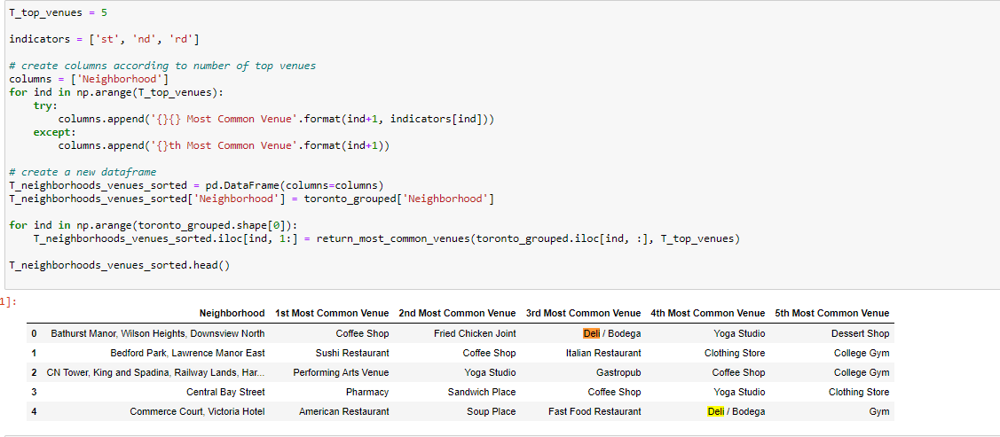 T_top_venues = 5
indicators = ['st', 'nd', 'rd']
# create columns according to number of top venues
columns = ['Neighborhood']
for ind in np.arange(T_top_venues):
    try:
        columns.append('{}{} Most Common Venue'.format(ind+1, indicators[ind]))
    except:
        columns.append('{}th Most Common Venue'.format(ind+1))
# create a new dataframe
T_neighborhoods_venues_sorted = pd.DataFrame(columns=columns)
T_neighborhoods_venues_sorted['Neighborhood'] = toronto_grouped['Neighborhood']
for ind in np.arange(toronto_grouped.shape[0]):
    T_neighborhoods_venues_sorted.iloc[ind, 1:] = return_most_common_venues(toronto_grouped.iloc[ind, :], T_top_venues)
T_neighborhoods_venues_sorted.head()
1]:
Neighborhood 1st Most Common Venue 2nd Most Common Venue 3rd Most Common Venue 4th Most Common Venue 5th Most Common Venue
0 Bathurst Manor, Wilson Heights, Downsview North Coffee Shop Fried Chicken Joint Deli / Bodega Yoga Studio Dessert Shop
1 Bedford Park, Lawrence Manor East Sushi Restaurant Coffee Shop Italian Restaurant Clothing Store College Gym
2 CN Tower, King and Spadina, Railway Lands, Har... Performing Arts Venue Yoga Studio Gastropub Coffee Shop College Gym
3 Central Bay Street Pharmacy Sandwich Place Coffee Shop Yoga Studio Clothing Store
4 Commerce Court, Victoria Hotel American Restaurant Soup Place Fast Food Restaurant Deli / Bodega Gym